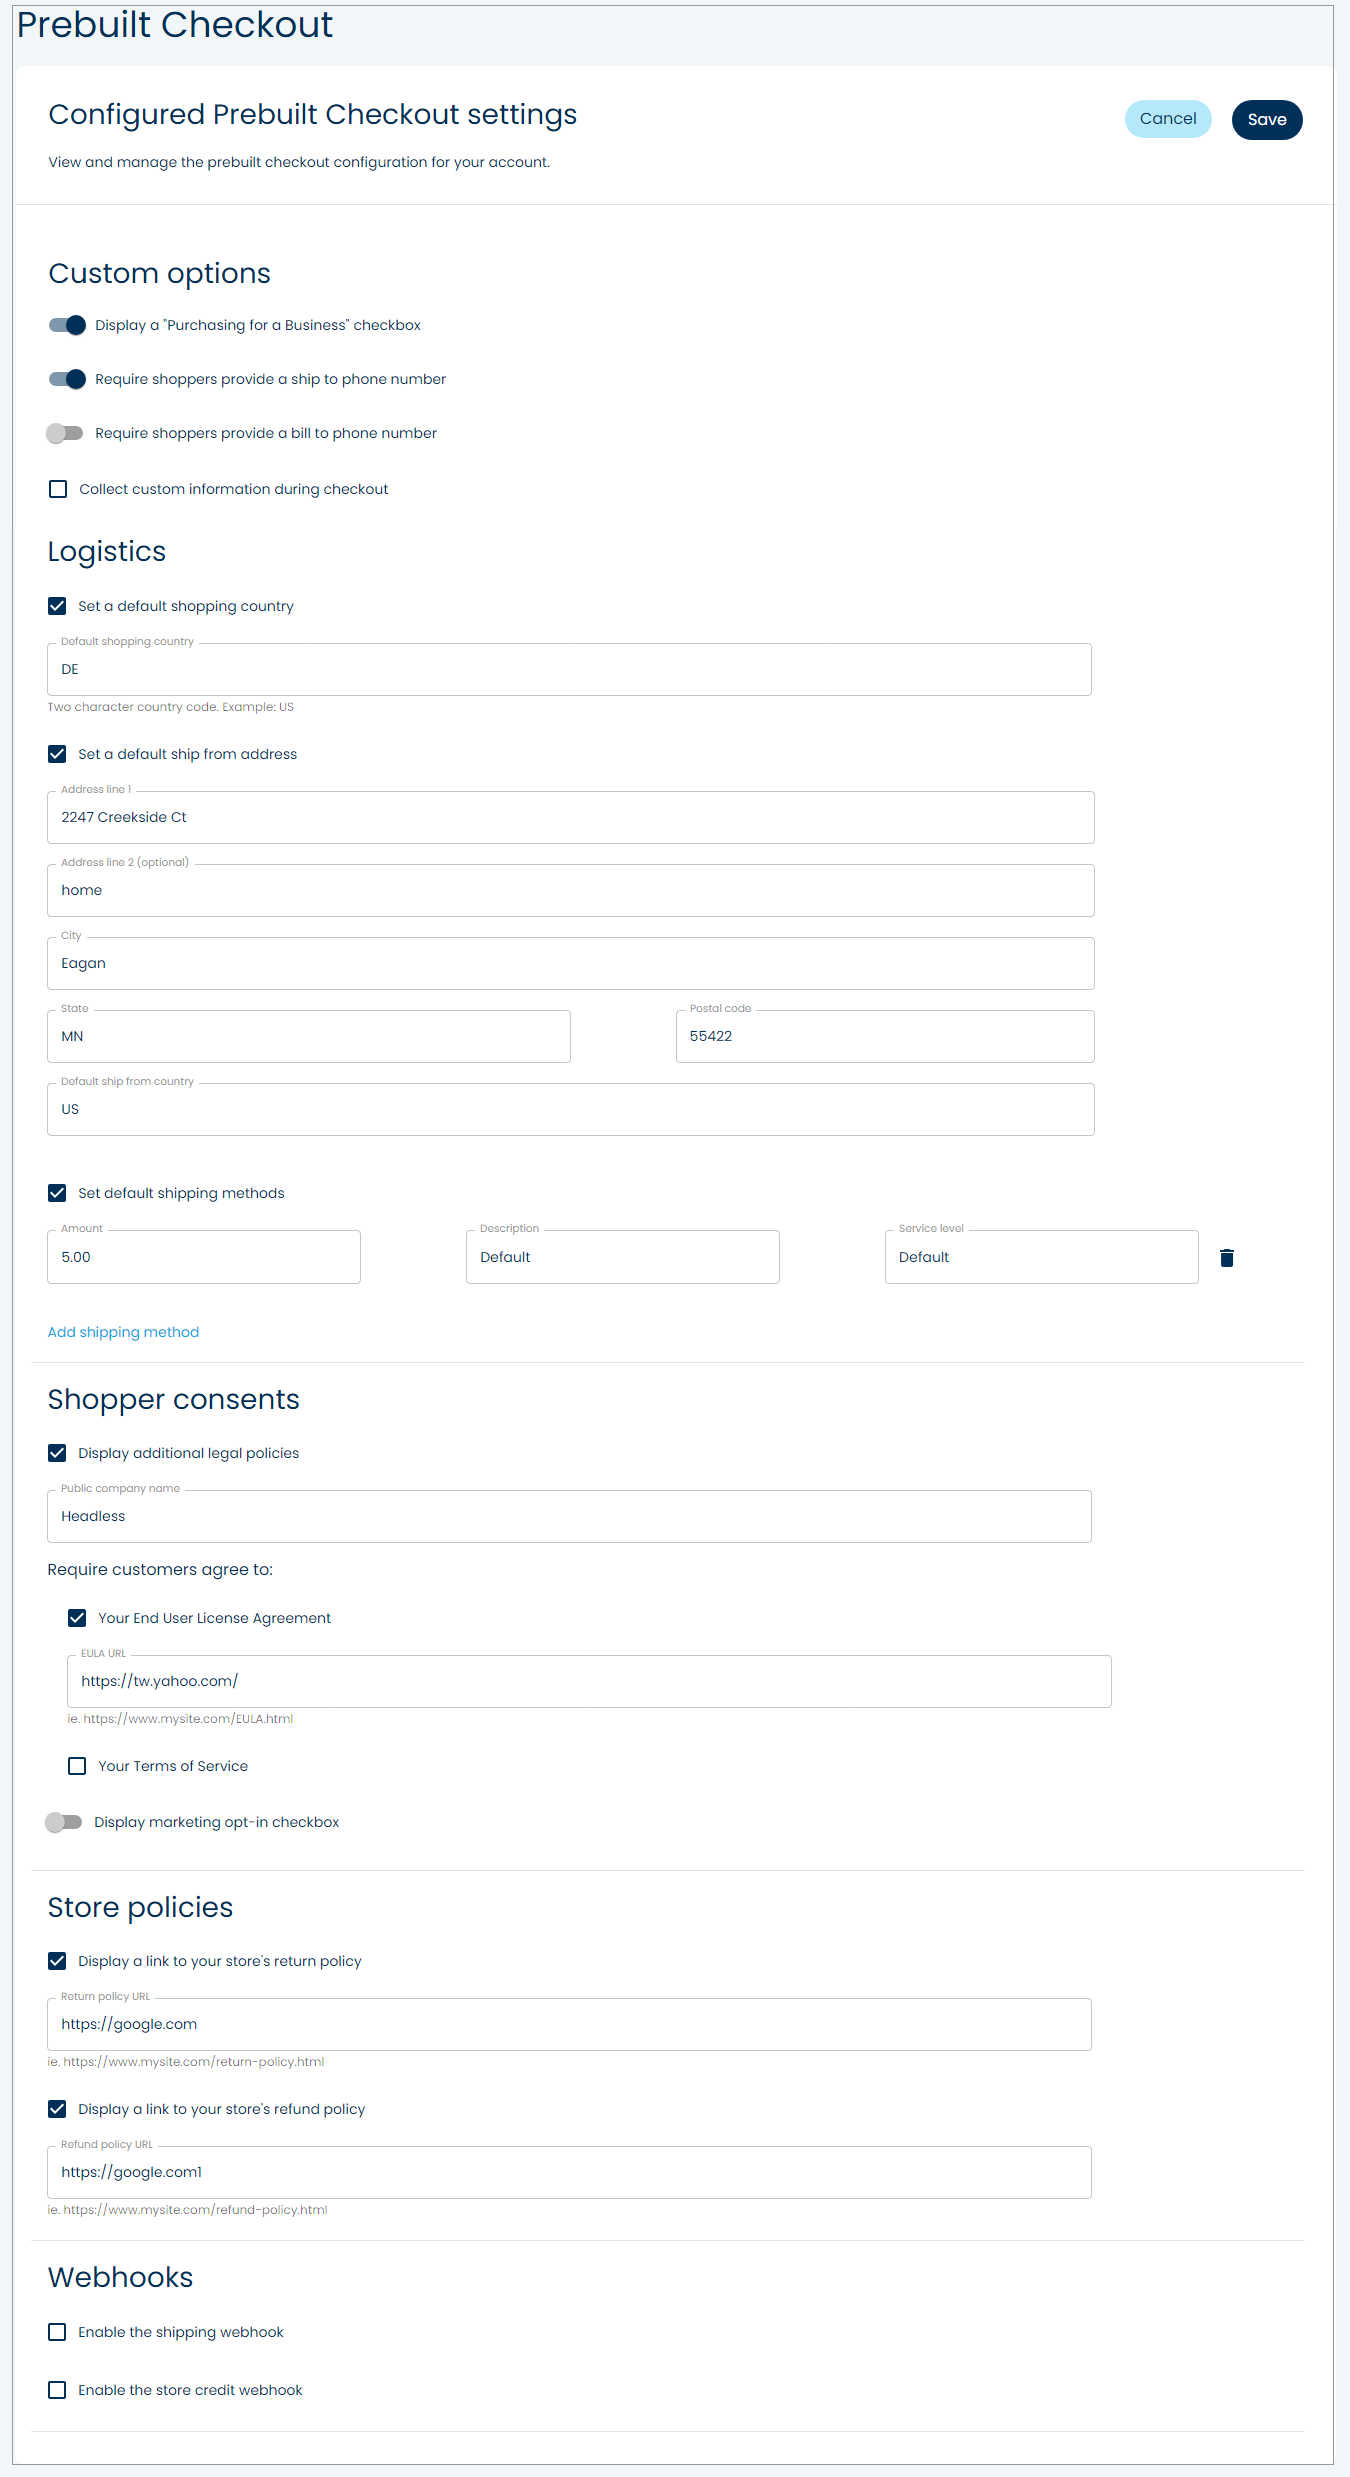 Prebuilt Checkout
Configured Prebuilt Checkout settings
Cancel
Save
View and manage the prebuilt checkout configuration for your account.
Custom options
Display a "Purchasing for a Business" checkbox
Require shoppers provide a ship to phone number
Require shoppers provide a bill to phone number
Collect custom information during checkout
Logistics
Set a default shopping country
Default shopping country
DE
Two character country code. Example: US
Set a default ship from address
Address line 1
2247 Creekside Ct
Address line 2 (optional)
home
City
Eagan
State
MN
Postal code
55422
Default ship from country
US
Set default shipping methods
Amount
5.00
Description
Default
Service level
Default
Add shipping method
Shopper consents
Display additional legal policies
Public company name
Headless
Require customers agree to:
Your End User License Agreement
EULA URL
https://tw.yahoo.com/
ie. https://www.mysite.com/EULA.html
Your Terms of Service
Display marketing opt-in checkbox
Store policies
Display a link to your store's return policy
Return policy URL
https://google.com
ie. https://www.mysite.com/return-policy.html
Display a link to your store's refund policy
Refund policy URL
https://google.com1
ie. https://www.mysite.com/refund-policy.html
Webhooks
Enable the shipping webhook
Enable the store credit webhook